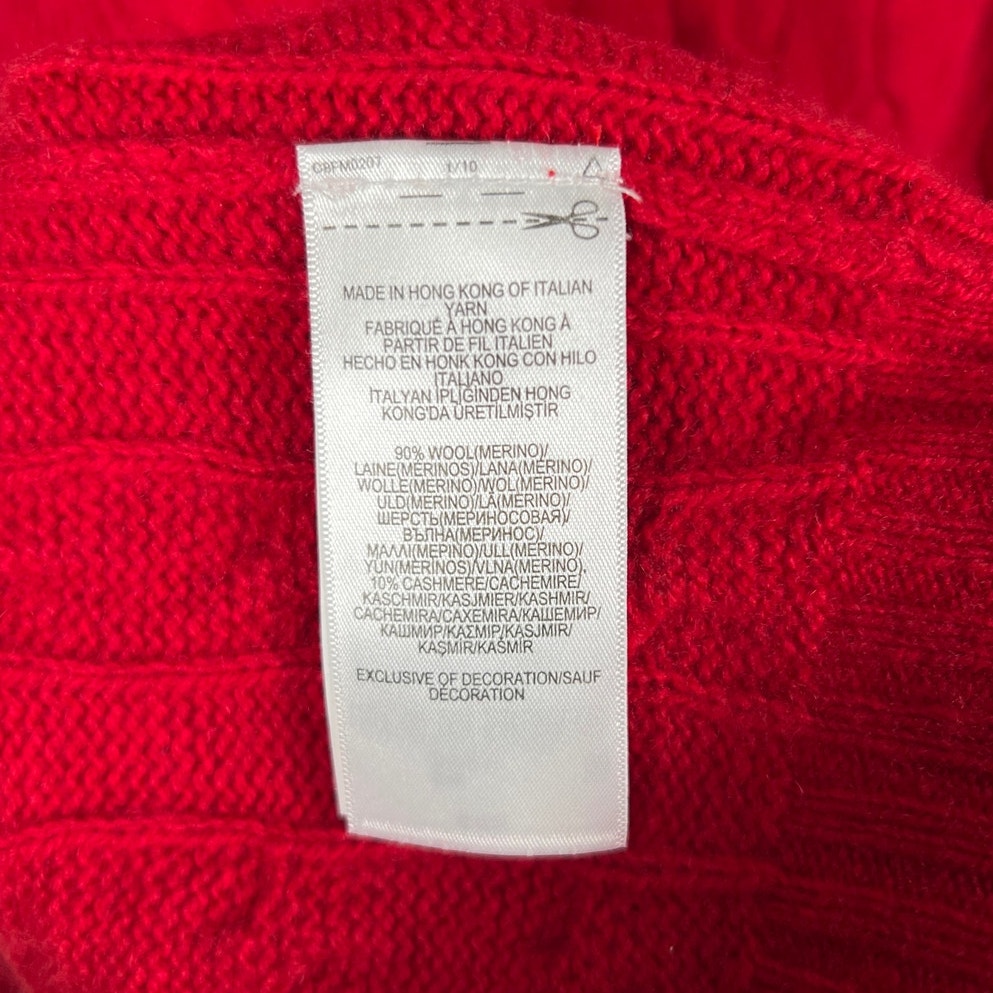 CBFM0207 1/10
MADE IN HONG KONG OF ITALIAN
YARN
FABRIQUÉ À HONG KONG À
PARTIR DE FIL ITALIEN
HECHO EN HONK KONG CON HILO
ITALIANO
İTALYAN İPLİĞİNDEN HONG
KONG'DA ÜRETİLMİŞTİR
90% WOOL(MERINO)/
LAINE(MÉRINOS)/LANA(MERINO)/
WOLLE(MERINO)/WOL(MERINO)/
ULD(MERINO)/LÃ(MERINO)/
ШЕРСТЬ(МЕРИНОСОВАЯ)/
ВЪЛНА(МЕРИНОС)/
ΜΑΛΛΙ(ΜΕΡΙΝΟ)/ULL(MERINO)/
YÜN(MERİNOS)/VLNA(MERINO),
10% CASHMERE/CACHEMIRE/
KASCHMIR/KASJMIER/KASHMIR/
CACHEMIRA/CAXEMIRA/КАШЕМИР/
КАШМИР/ΚΑΣΜΙΡ/KASJMIR/
KAŞMİR/KAŠMÍR
EXCLUSIVE OF DECORATION/SAUF
DÉCORATION